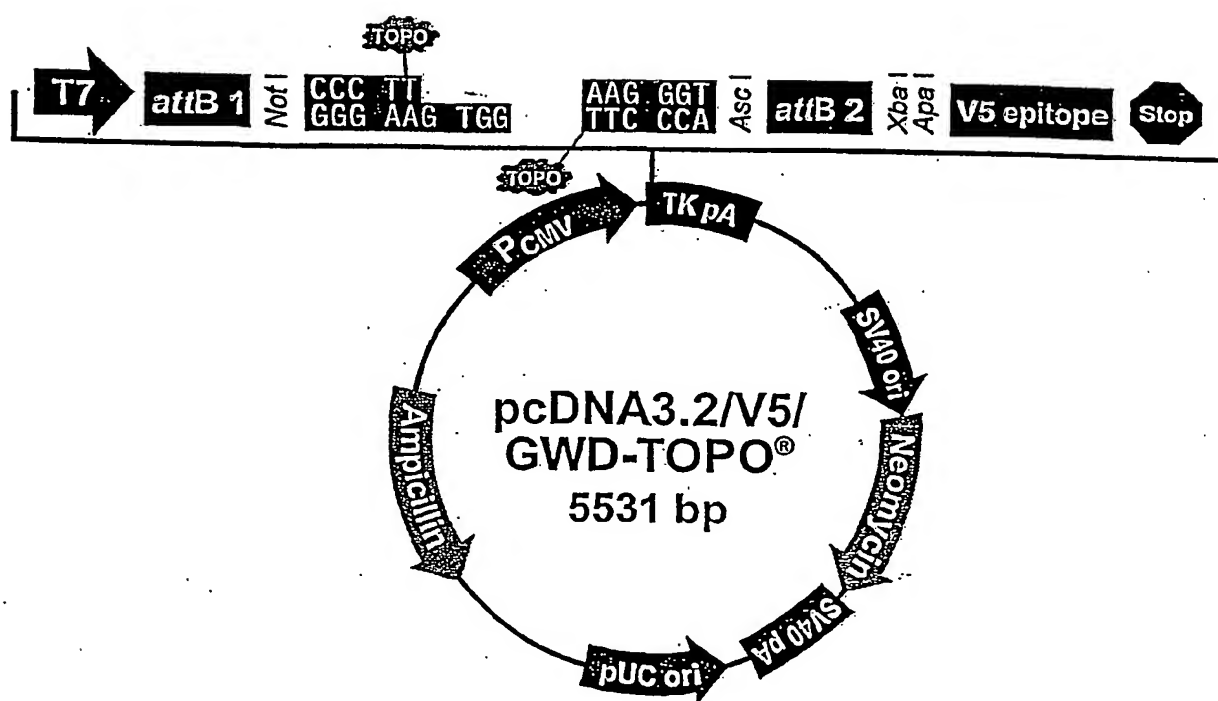 TOPO
T7
attB 1
Not I
CCC TT
GGG AAG TGG
AAG GGT
TTC CCA
Asc I
attB 2
Xba I
Apa I
V5 epitope
Stop
TOPO
PCMV
TK pA
SV40 ori
Neomycin
SV40 pA
pUC ori
Ampicillin
pcDNA3.2/V5/
GWD-TOPO®
5531 bp